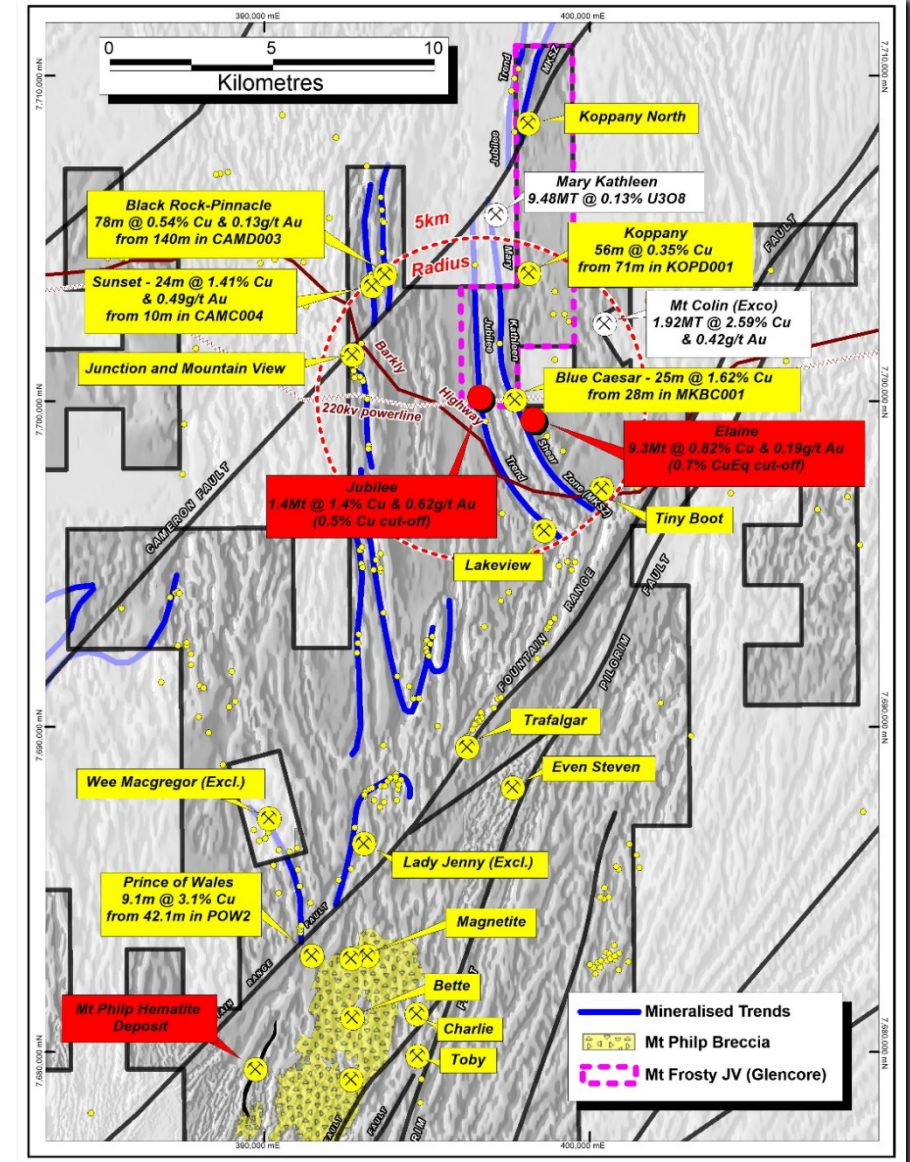 390,000 mE
400,000 mE
0 5 10
Kilometres
7,710,000 mN
7,710,000 mN
Trend
MKSZ
Jubilee
Koppany North
Mary Kathleen
9.48MT @ 0.13% U3O8
Black Rock-Pinnacle
78m @ 0.54% Cu & 0.13g/t Au
from 140m in CAMD003
5km
Radius
Mary
Koppany
56m @ 0.35% Cu
from 71m in KOPD001
FAULT
Sunset - 24m @ 1.41% Cu
& 0.49g/t Au
from 10m in CAMC004
Mt Colin (Exco)
1.92MT @ 2.59% Cu
& 0.42g/t Au
Jubilee
Kathleen
Junction and Mountain View
Barkly
Highway
220kv powerline
Blue Caesar - 25m @ 1.62% Cu
from 28m in MKBC001
7,700,000 mN
7,700,000 mN
Elaine
9.3Mt @ 0.82% Cu & 0.19g/t Au
(0.7% CuEq cut-off)
Shear
Zone (MKSZ)
Trend
Jubilee
1.4Mt @ 1.4% Cu & 0.62g/t Au
(0.5% Cu cut-off)
Tiny Boot
CAMERON FAULT
Lakeview
FOUNTAIN RANGE
PILGRIM FAULT
7,690,000 mN
7,690,000 mN
Trafalgar
Even Steven
Wee Macgregor (Excl.)
Lady Jenny (Excl.)
Prince of Wales
9.1m @ 3.1% Cu
from 42.1m in POW2
FAULT
RANGE
Magnetite
Bette
Mt Philp Hematite
Deposit
Charlie
Toby
7,680,000 mN
7,680,000 mN
Mineralised Trends
Mt Philp Breccia
Mt Frosty JV (Glencore)
FAULT
FAULT
390,000 mE
400,000 mE